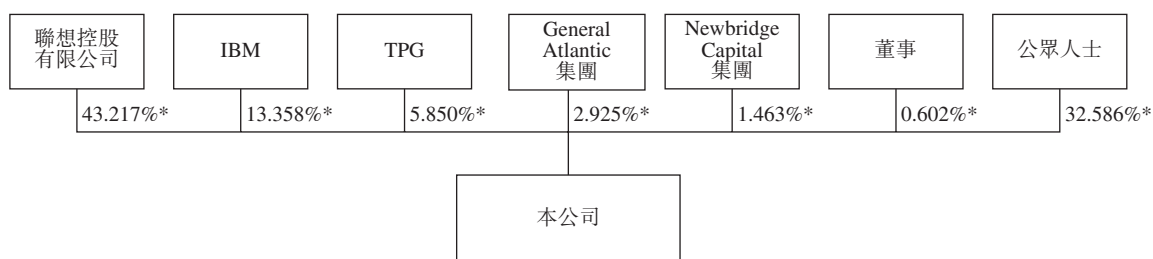 聯想控股
有限公司
IBM
TPG
General
Atlantic
集團
Newbridge
Capital
集團
董事
公眾人士
43.217%*
13.358%*
5.850%*
2.925%*
1.463%*
0.602%*
32.586%*
本公司